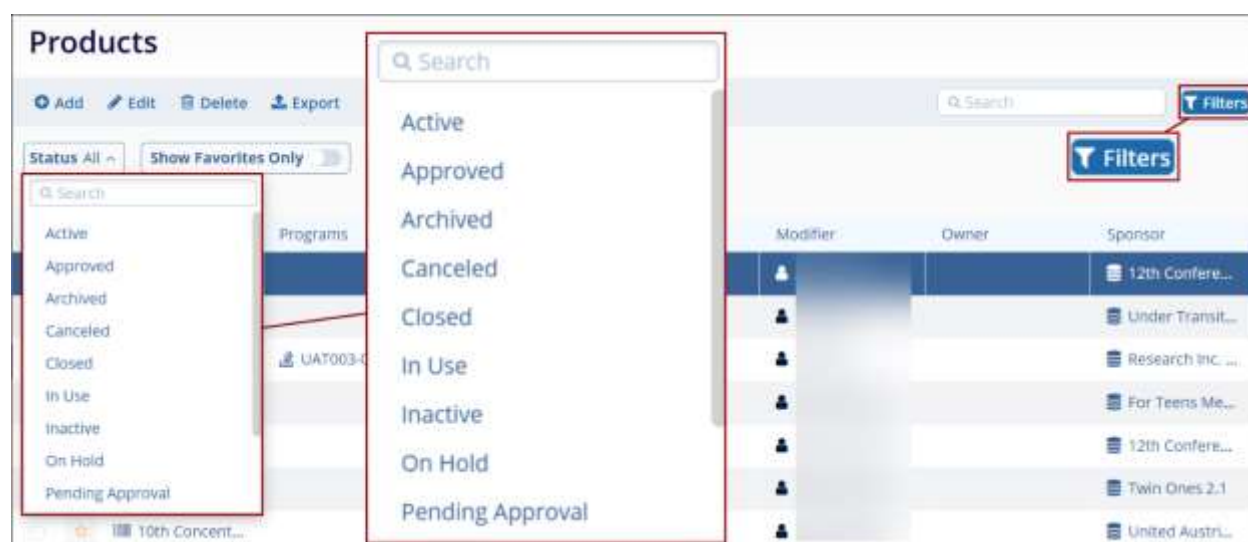 Products
Add Edit Delete Export Search Filters
Status All Show Favorites Only
Filters
Search
Active
Approved
Archived
Canceled
Closed
In Use
Inactive
On Hold
Pending Approval
Search
Active
Approved
Archived
Canceled
Closed
In Use
Inactive
On Hold
Pending Approval
Programs Modifier Owner Sponsor
12th Confere...
Under Transit...
UAT003- Research Inc. ...
For Teens Me...
12th Confere...
Twin Ones 2.1
10th Concent... United Austri...